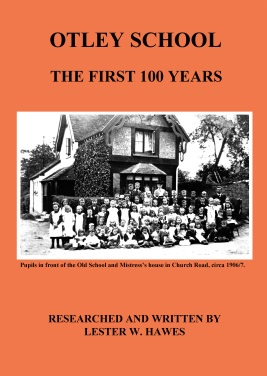 OTLEY SCHOOL
THE FIRST 100 YEARS
Pupils in front of the Old School and Mistress's house in Church Road, circa 1906/7.
RESEARCHED AND WRITTEN BY
LESTER W. HAWES